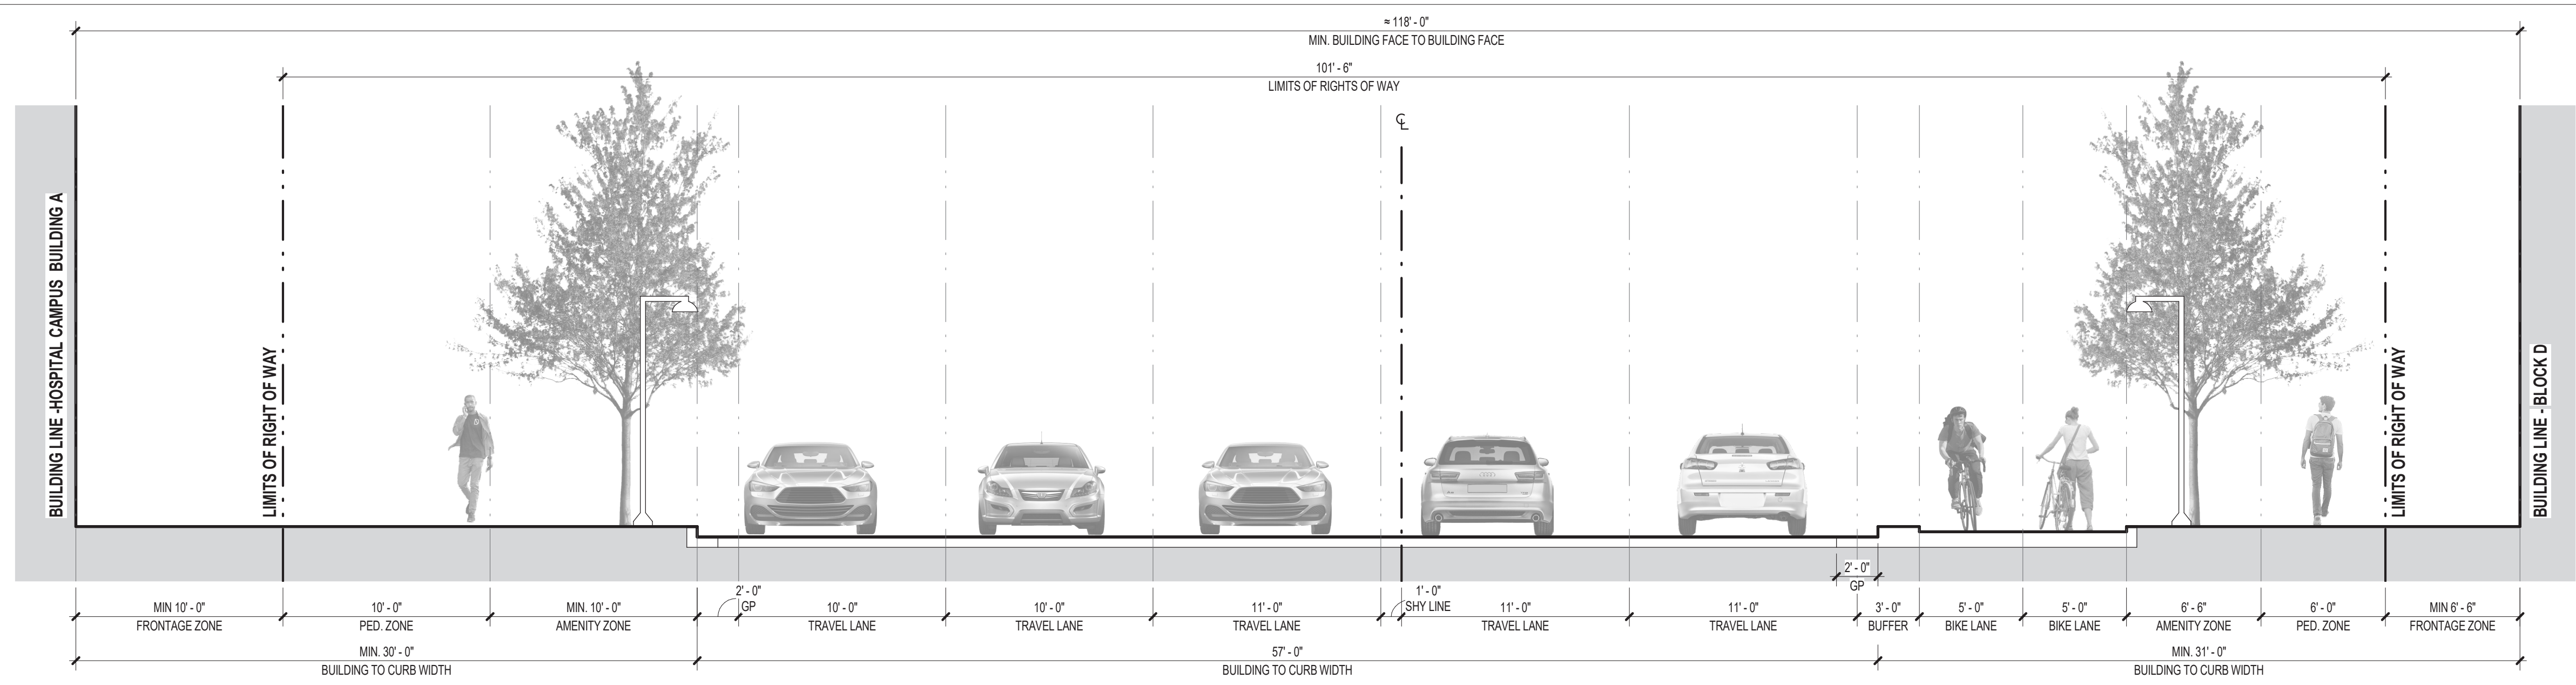 ≈ 118' - 0"
MIN. BUILDING FACE TO BUILDING FACE
101' - 6"
LIMITS OF RIGHTS OF WAY
℄
BUILDING LINE -HOSPITAL CAMPUS BUILDING A
LIMITS OF RIGHT OF WAY
LIMITS OF RIGHT OF WAY
BUILDING LINE - BLOCK D
MIN 10' - 0"
FRONTAGE ZONE
10' - 0"
PED. ZONE
MIN. 10' - 0"
AMENITY ZONE
2' - 0"
GP
10' - 0"
TRAVEL LANE
10' - 0"
TRAVEL LANE
11' - 0"
TRAVEL LANE
1' - 0"
SHY LINE
11' - 0"
TRAVEL LANE
11' - 0"
TRAVEL LANE
2' - 0"
GP
3' - 0"
BUFFER
5' - 0"
BIKE LANE
5' - 0"
BIKE LANE
6' - 6"
AMENITY ZONE
6' - 0"
PED. ZONE
MIN 6' - 6"
FRONTAGE ZONE
MIN. 30' - 0"
BUILDING TO CURB WIDTH
57' - 0"
BUILDING TO CURB WIDTH
MIN. 31' - 0"
BUILDING TO CURB WIDTH